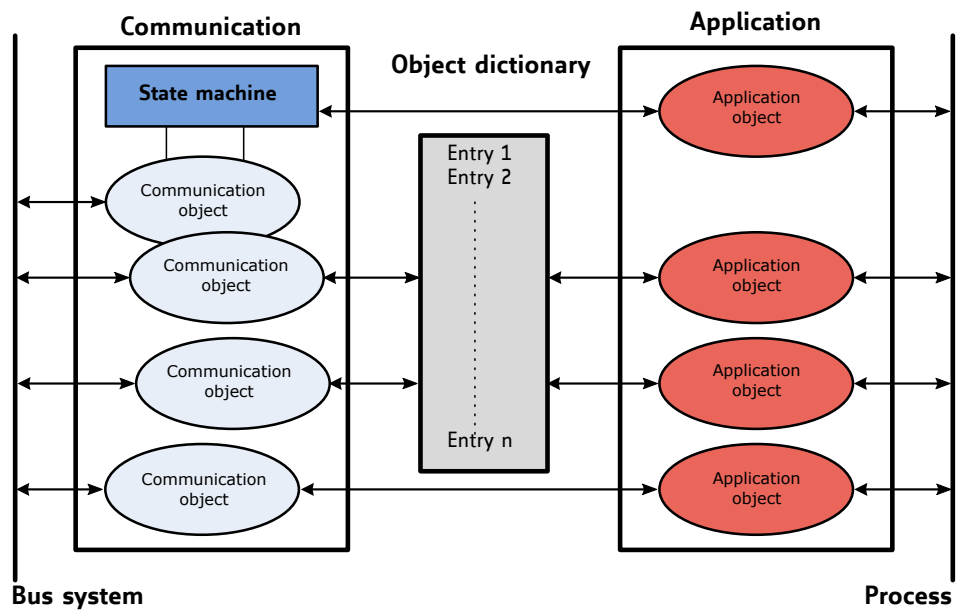 Communication
Application
Object dictionary
State machine
Application
object
Entry 1
Entry 2
Communication
object
Communication
object
Application
object
Communication
object
Application
object
Entry n
Communication
object
Application
object
Bus system
Process